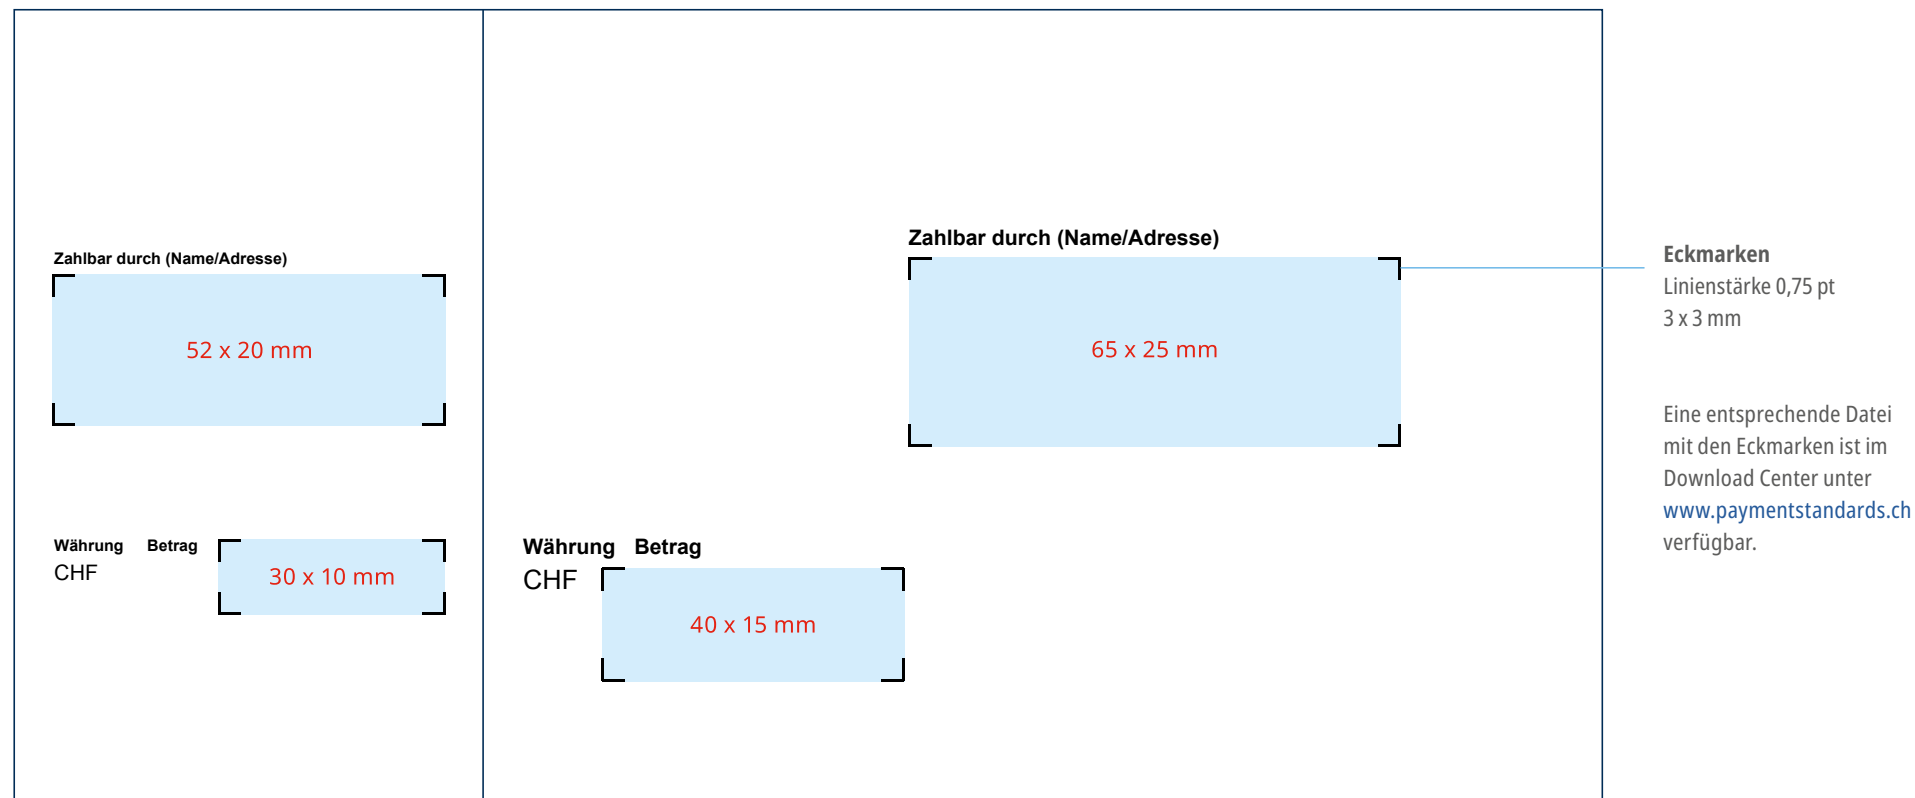 Zahlbar durch (Name/Adresse)
52 x 20 mm
Währung Betrag
CHF
30 x 10 mm
Zahlbar durch (Name/Adresse)
65 x 25 mm
Währung Betrag
CHF
40 x 15 mm
Eckmarken
Linienstärke 0,75 pt
3 x 3 mm
Eine entsprechende Datei
mit den Eckmarken ist im
Download Center unter
www.paymentstandards.ch
verfügbar.